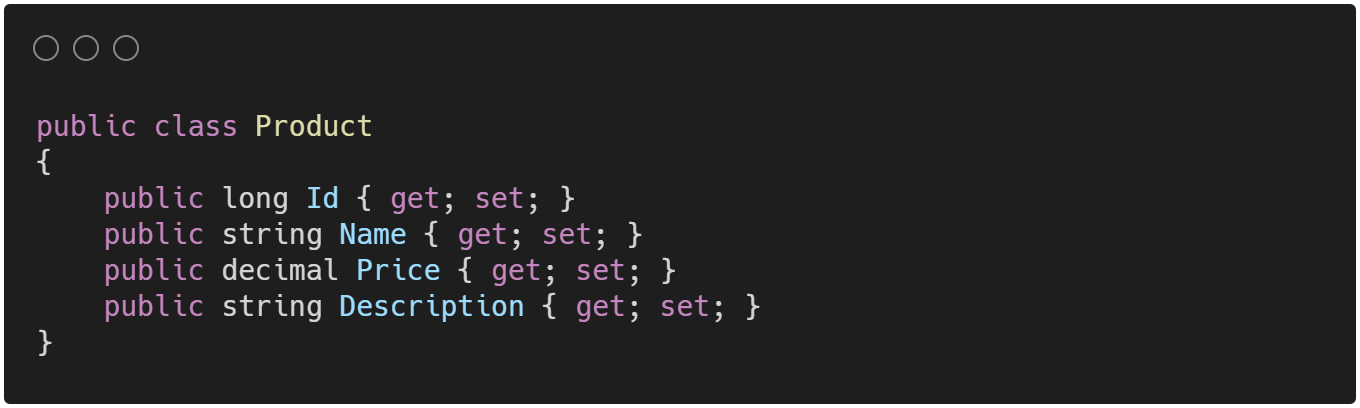 public class Product
{
    public long Id { get; set; }
    public string Name { get; set; }
    public decimal Price { get; set; }
    public string Description { get; set; }
}